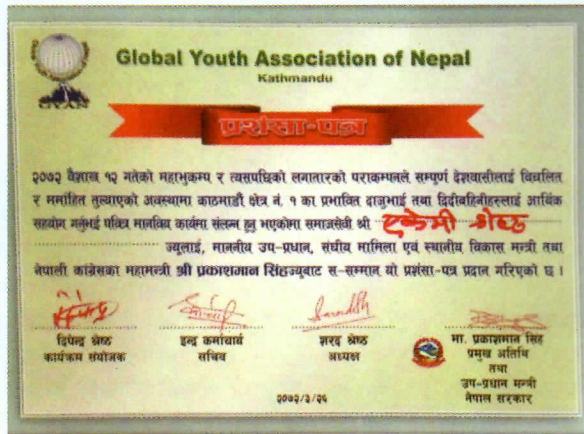 Global Youth Association of Nepal
Kathmandu
GYAN
प्रशंसा-पत्र
२०७२ वैशाख १२ गतेको महाभुकम्प र त्यसपछिको लगातारको पराकम्पनले सम्पूर्ण देशवासीलाई विचलित
र मर्माहित तुल्याएको अवस्थामा काठमाडौं क्षेत्र नं. १ का प्रभावित दाजुभाई तथा दिदीबहिनीहरुलाई आर्थिक
सहयोग गर्नुभई पवित्र मानविय कार्यमा संलग्न हुनु भएकोमा समाजसेवी श्री श्रेष्ठ
ज्यूलाई, माननीय उप-प्रधान, संघीय मामिला एवं स्थानीय विकास मन्त्री तथा
नेपाली कांग्रेसका महामन्त्री श्री प्रकाशमान सिंहज्यूबाट स-सम्मान यो प्रशंसा-पत्र प्रदान गरिएको छ ।
दिपेन्द्र श्रेष्ठ
कार्यक्रम संयोजक
इन्द्र कर्माचार्य
सचिव
शरद श्रेष्ठ
अध्यक्ष
मा. प्रकाशमान सिंह
प्रमुख अतिथि
तथा
उप-प्रधान मन्त्री
नेपाल सरकार
२०७२/३/२६